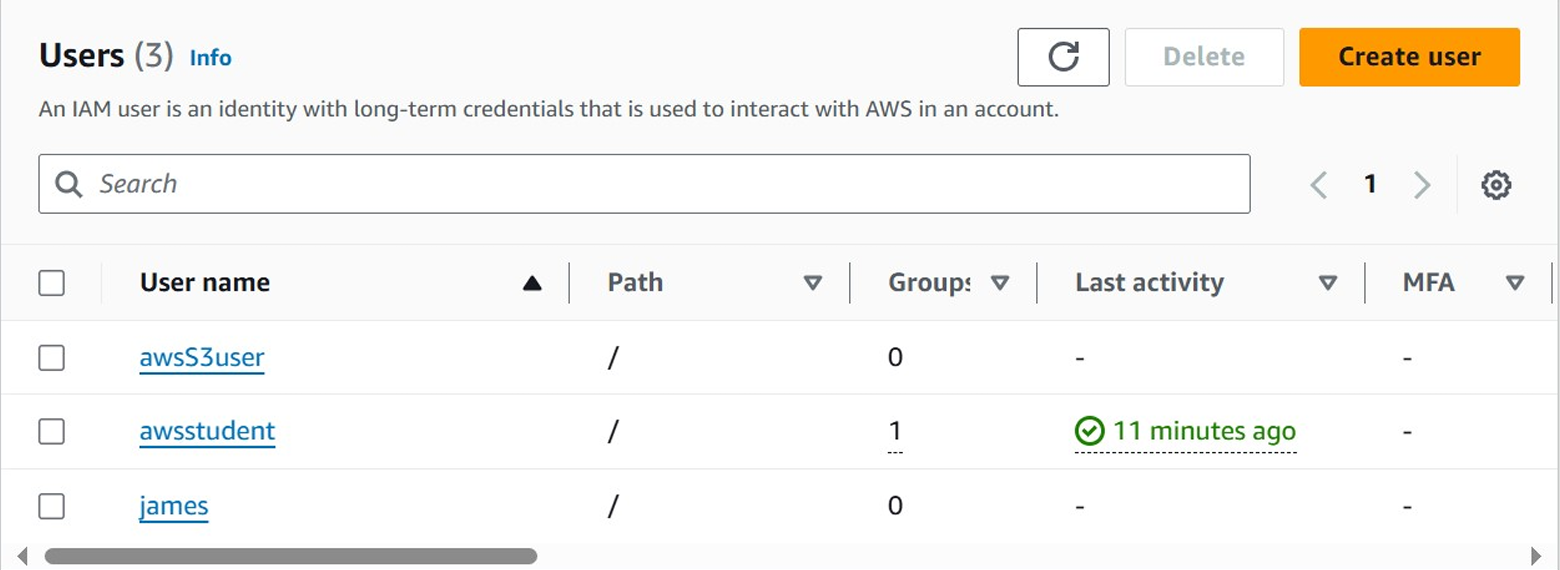 Users (3) Info
Delete
Create user
An IAM user is an identity with long-term credentials that is used to interact with AWS in an account.
Search
1
User name Path Groups Last activity MFA
awsS3user / 0 - -
awsstudent / 1 11 minutes ago -
james / 0 - -